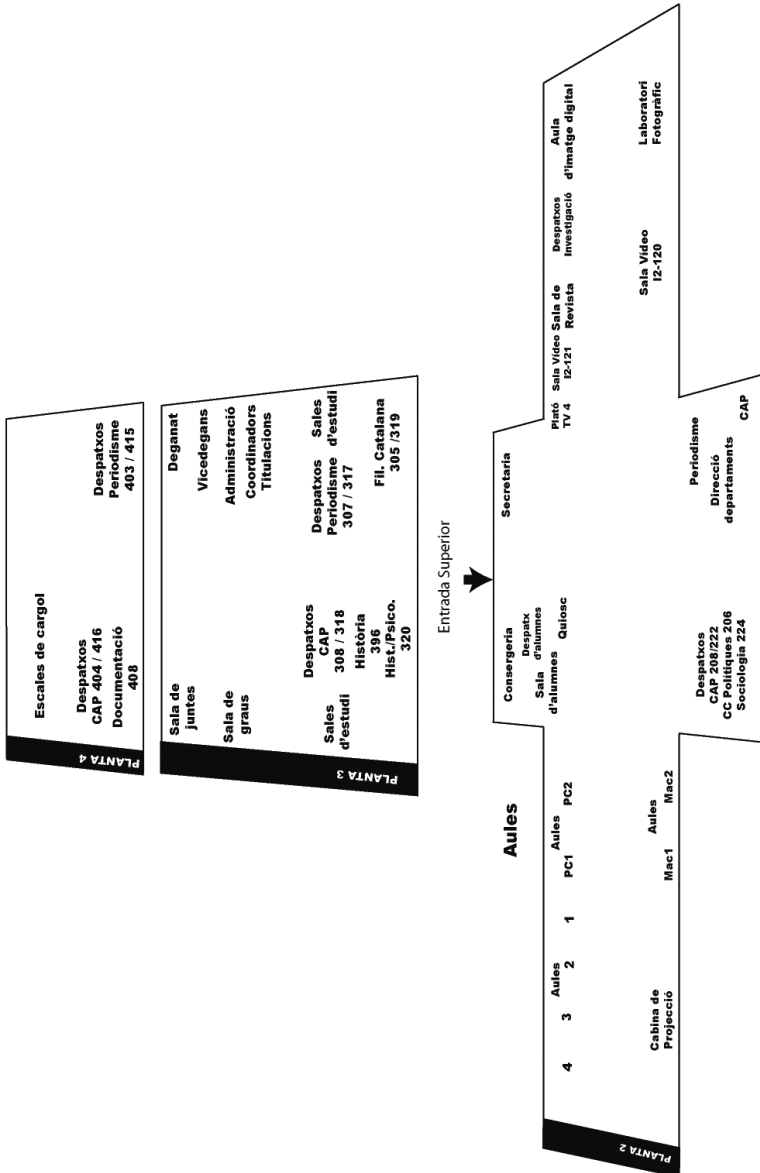 PLANTA 4
Escales de cargol
Despatxos
CAP 404 / 416
Documentació
408
Despatxos
Periodisme
403 / 415
PLANTA 3
Sala de
juntes
Sala de
graus
Sales
d'estudi
Despatxos
CAP
308 / 318
Història
396
Hist./Psico.
320
Deganat
Vicedegans
Administració
Coordinadors
Titulacions
Despatxos
Periodisme
307 / 317
Sales
d'estudi
Fil. Catalana
305 /319
Entrada Superior
PLANTA 2
Aules
4 3 2 1
Aules
PC1 PC2
Aules
Cabina de
Projecció
Mac1 Mac2
Aules
Consergeria
Despatx
d'alumnes
Sala
d'alumnes
Quiosc
Secretaria
Despatxos
CAP 208/222
CC Polítiques 206
Sociologia 224
Periodisme
Direcció
departaments
CAP
Plató
TV 4
Sala Vídeo
I2-121
Sala de
Revista
Despatxos
Investigació
Aula
d'imatge digital
Sala Vídeo
I2-120
Laboratori
Fotogràfic